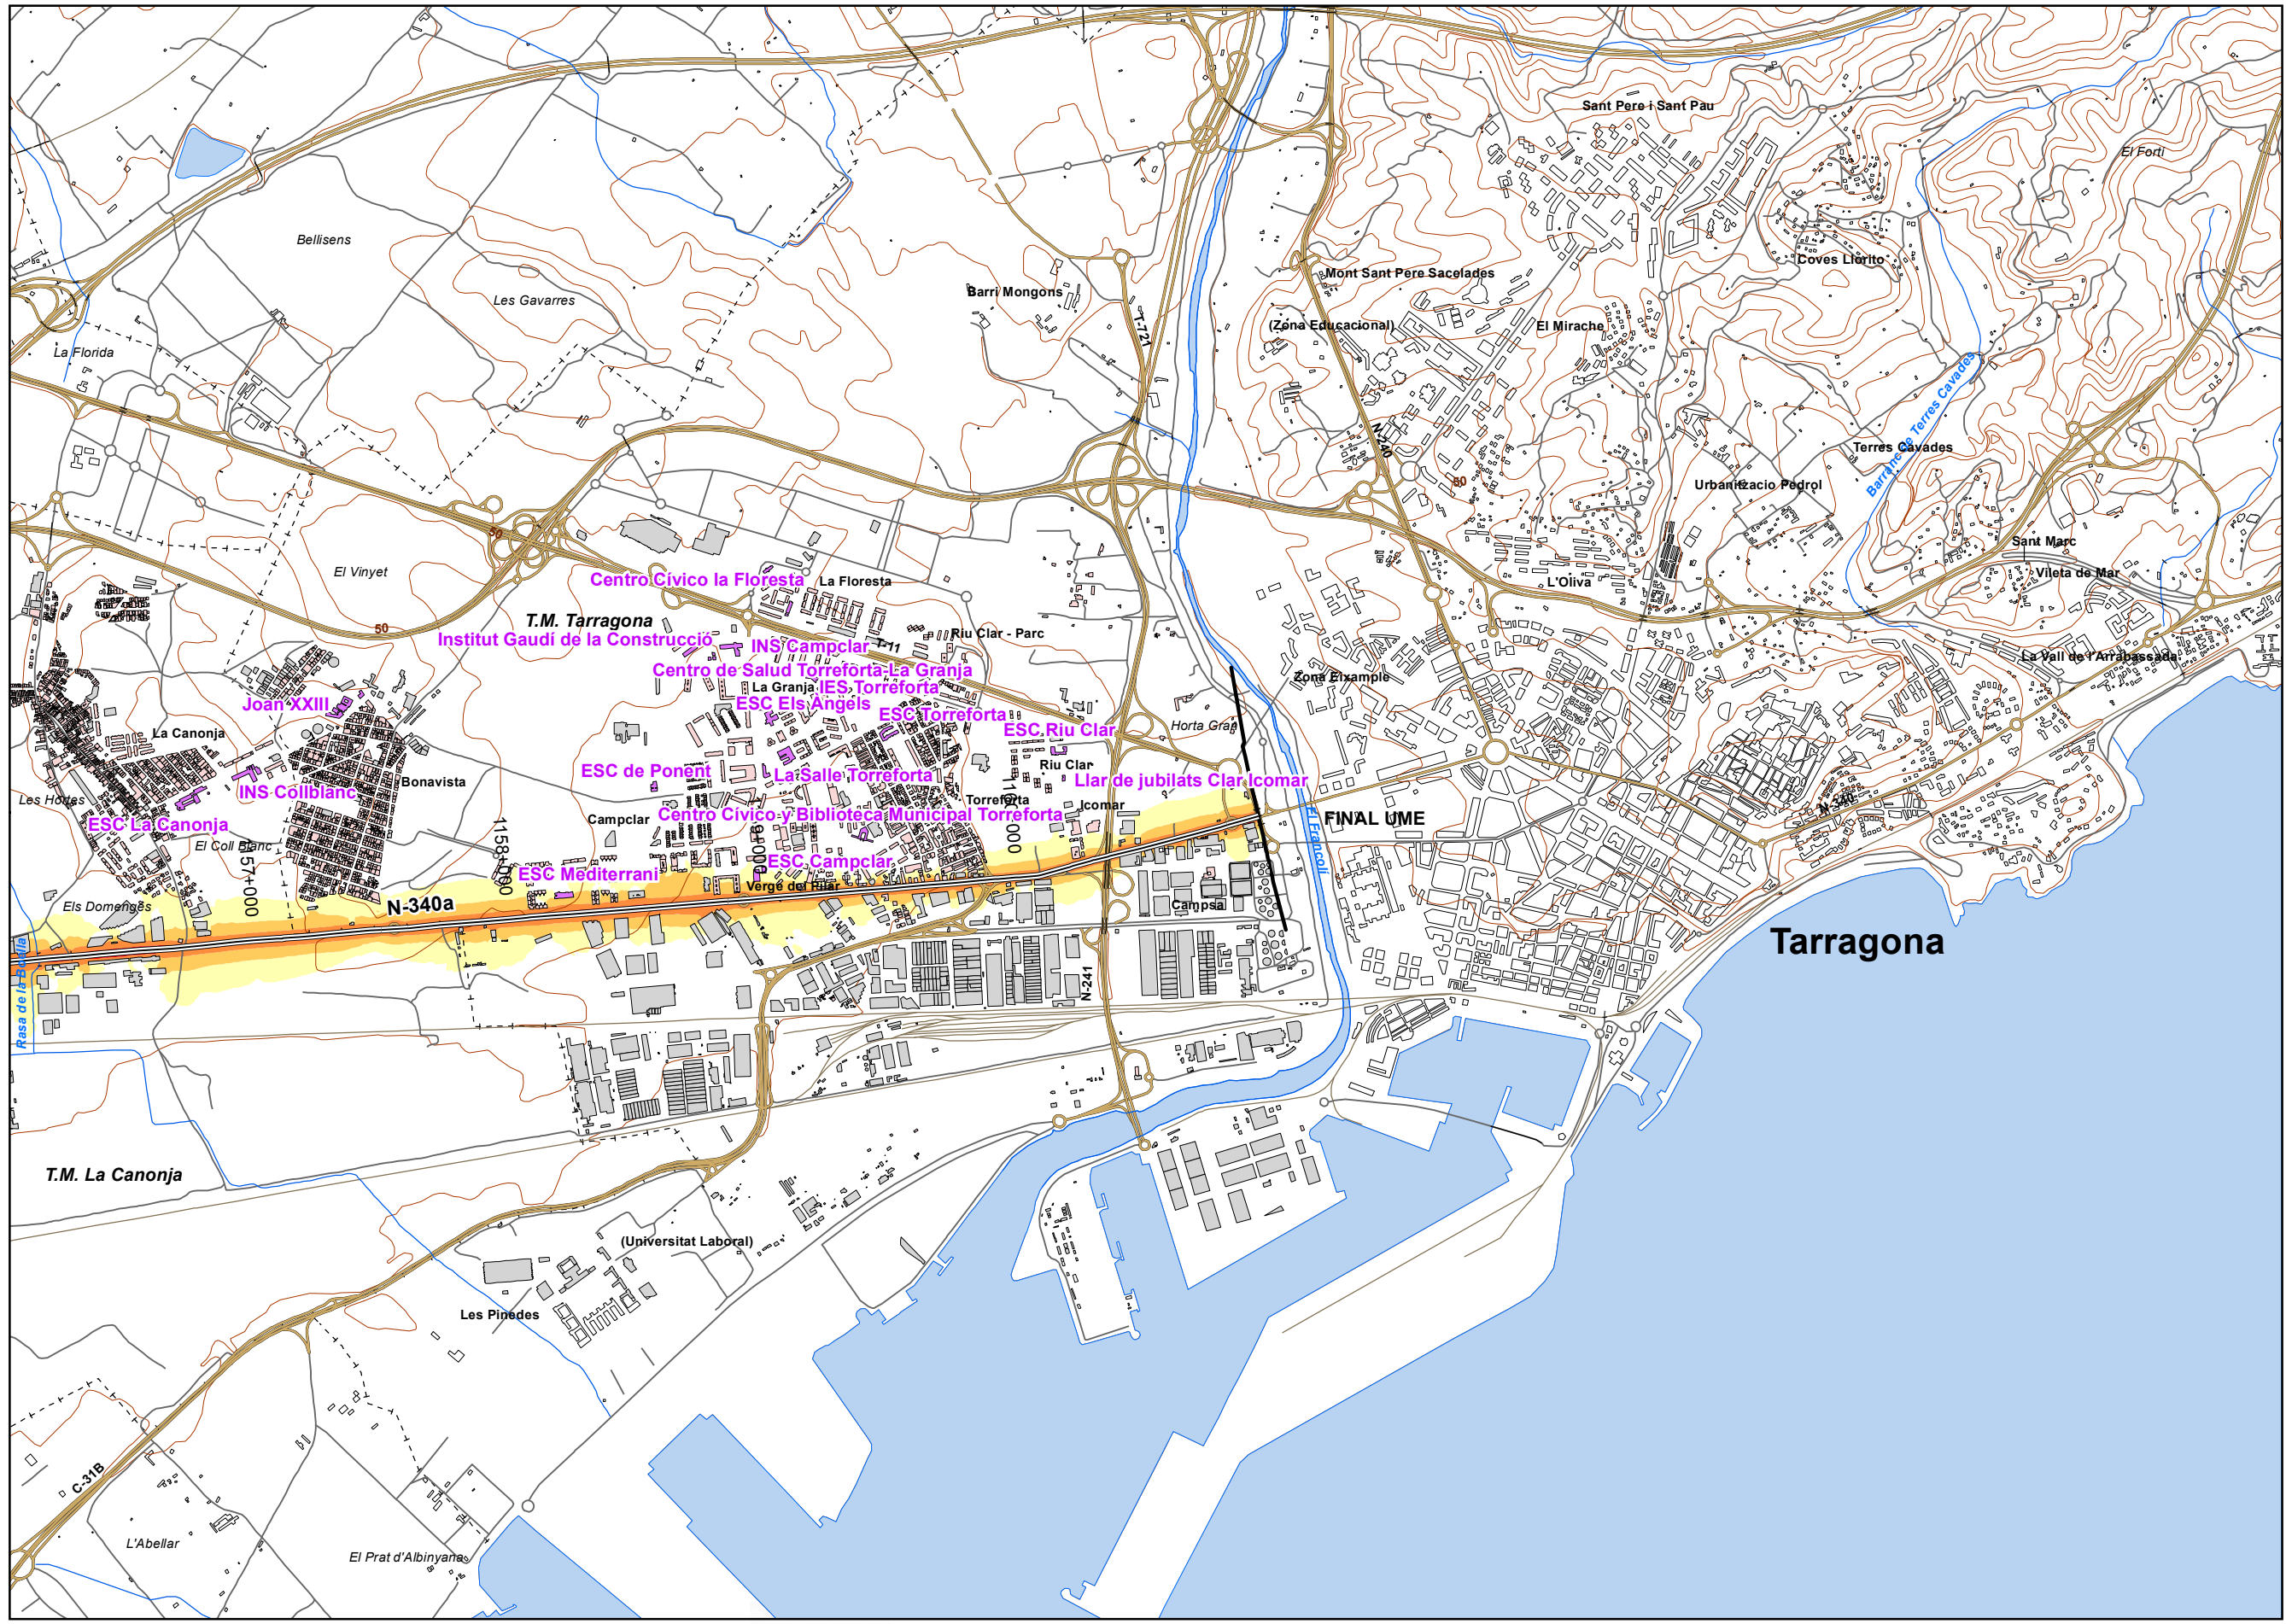 Sant Pere i Sant Pau
El Fortí
Bellisens
Coves Llorito
Mont Sant Pere Sacelades
Les Gavarres
Barri Mongons
(Zona Educacional)
El Mirache
T-721
La Florida
Barranc de Terres Cavades
N-240
Terres Cavades
80
Urbanitzacio Pedrol
50
Sant Marc
El Vinyet
Vileta de Mar
Centro Cívico la Floresta
La Floresta
L'Oliva
T.M. Tarragona
50
Institut Gaudí de la Construcció
Riu Clar - Parc
INS Campclar
T-11
La Vall de l'Arrabassada
Centro de Salud Torreforta-La Granja
Zona Eixample
La Granja
IES Torreforta
Joan XXIII
ESC Els Àngels
ESC Torreforta
Horta Gran
ESC Riu Clar
La Canonja
Riu Clar
ESC de Ponent
La Salle Torreforta
Llar de jubilats Clar Icomar
Bonavista
INS Collblanc
Les Hortes
Torreforta
Icomar
N-340
Centro Cívico y Biblioteca Municipal Torreforta
Campclar
FINAL UME
ESC La Canonja
El Coll Blanc
El Francolí
1158+000
ESC Campclar
ESC Mediterrani
Verge del Pilar
Els Domenges
N-340a
Campsa
Tarragona
Rasa de la Boella
N-241
T.M. La Canonja
(Universitat Laboral)
Les Pinedes
C-31B
L'Abellar
El Prat d'Albinyana